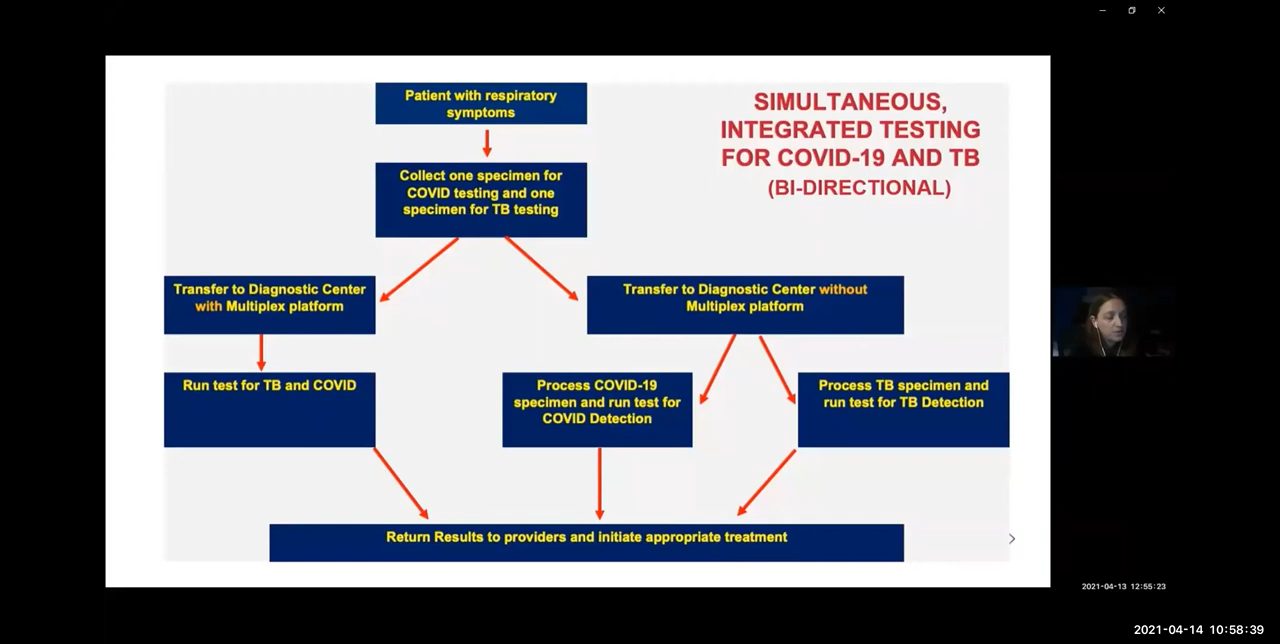 Patient with respiratory
symptoms
SIMULTANEOUS,
INTEGRATED TESTING
FOR COVID-19 AND TB
(BI-DIRECTIONAL)
Collect one specimen for
COVID testing and one
specimen for TB testing
Transfer to Diagnostic Center
with Multiplex platform
Transfer to Diagnostic Center without
Multiplex platform
Run test for TB and COVID
Process COVID-19
specimen and run test for
COVID Detection
Process TB specimen and
run test for TB Detection
Return Results to providers and initiate appropriate treatment
2021-04-13 12:55:23
2021-04-14 10:58:39